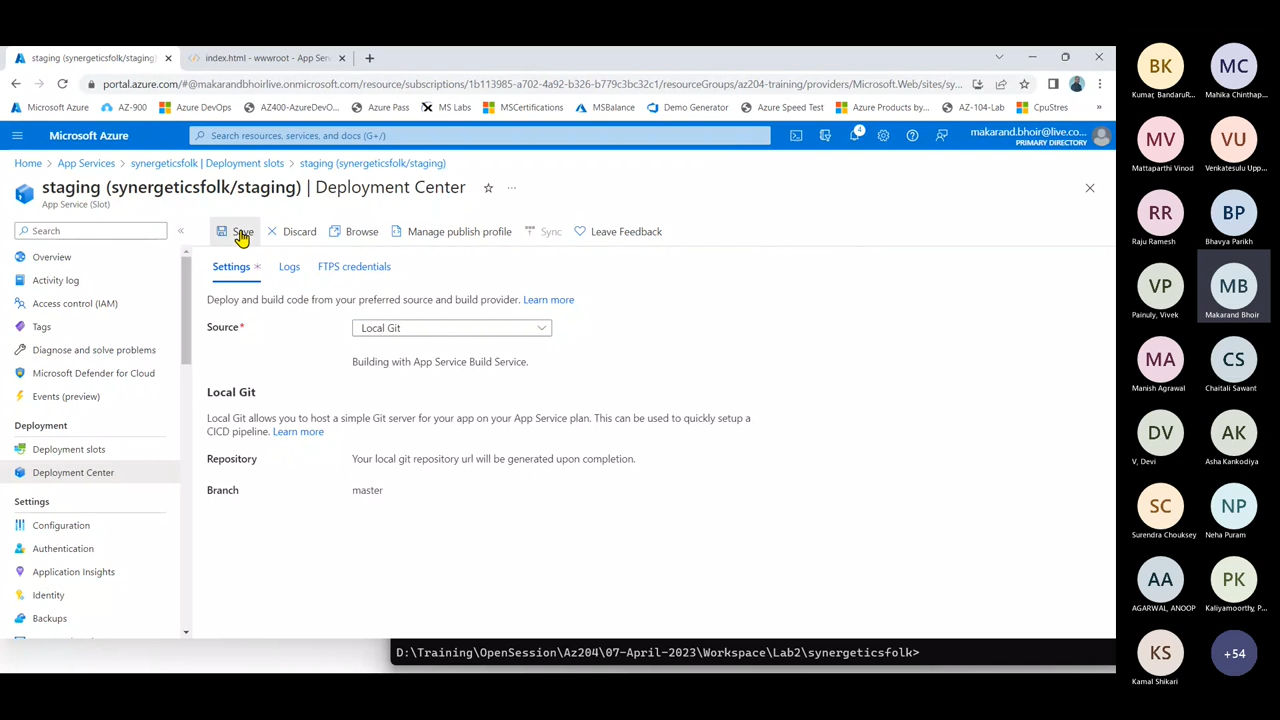 staging (synergeticsfolk/staging)
index.html - wwwroot - App Serv
portal.azure.com/#@makarandbhoirlive.onmicrosoft.com/resource/subscriptions/1b113985-a702-4a92-b326-b779c3bc32c1/resourceGroups/az204-training/providers/Microsoft.Web/sites/sy...
Microsoft Azure AZ-900 Azure DevOps AZ400-AzureDevO... Azure Pass MS Labs MSCertifications MSBalance Demo Generator Azure Speed Test Azure Products by... AZ-104-Lab CpuStres »
Microsoft Azure
Search resources, services, and docs (G+/)
4
makarand.bhoir@live.co...
PRIMARY DIRECTORY
Home > App Services > synergeticsfolk | Deployment slots > staging (synergeticsfolk/staging)
staging (synergeticsfolk/staging) | Deployment Center
App Service (Slot)
Search
Save Discard Browse Manage publish profile Sync Leave Feedback
Overview
Activity log
Access control (IAM)
Tags
Diagnose and solve problems
Microsoft Defender for Cloud
Events (preview)
Deployment
Deployment slots
Deployment Center
Settings
Configuration
Authentication
Application Insights
Identity
Backups
Settings * Logs FTPS credentials
Deploy and build code from your preferred source and build provider. Learn more
Source* Local Git
Building with App Service Build Service.
Local Git
Local Git allows you to host a simple Git server for your app on your App Service plan. This can be used to quickly setup a
CICD pipeline. Learn more
Repository Your local git repository url will be generated upon completion.
Branch master
D:\Training\OpenSession\Az204\07-April-2023\Workspace\Lab2\synergeticsfolk>
BK MC
Kumar, BandaruR... Mahika Chinthap...
MV VU
Mattaparthi Vinod Venkatesulu Upp...
RR BP
Raju Ramesh Bhavya Parikh
VP MB
Painuly, Vivek Makarand Bhoir
MA CS
Manish Agrawal Chaitali Sawant
DV AK
V, Devi Asha Kankodiya
SC NP
Surendra Chouksey Neha Puram
AA PK
AGARWAL, ANOOP Kaliyamoorthy, P...
KS +54
Kamal Shikari